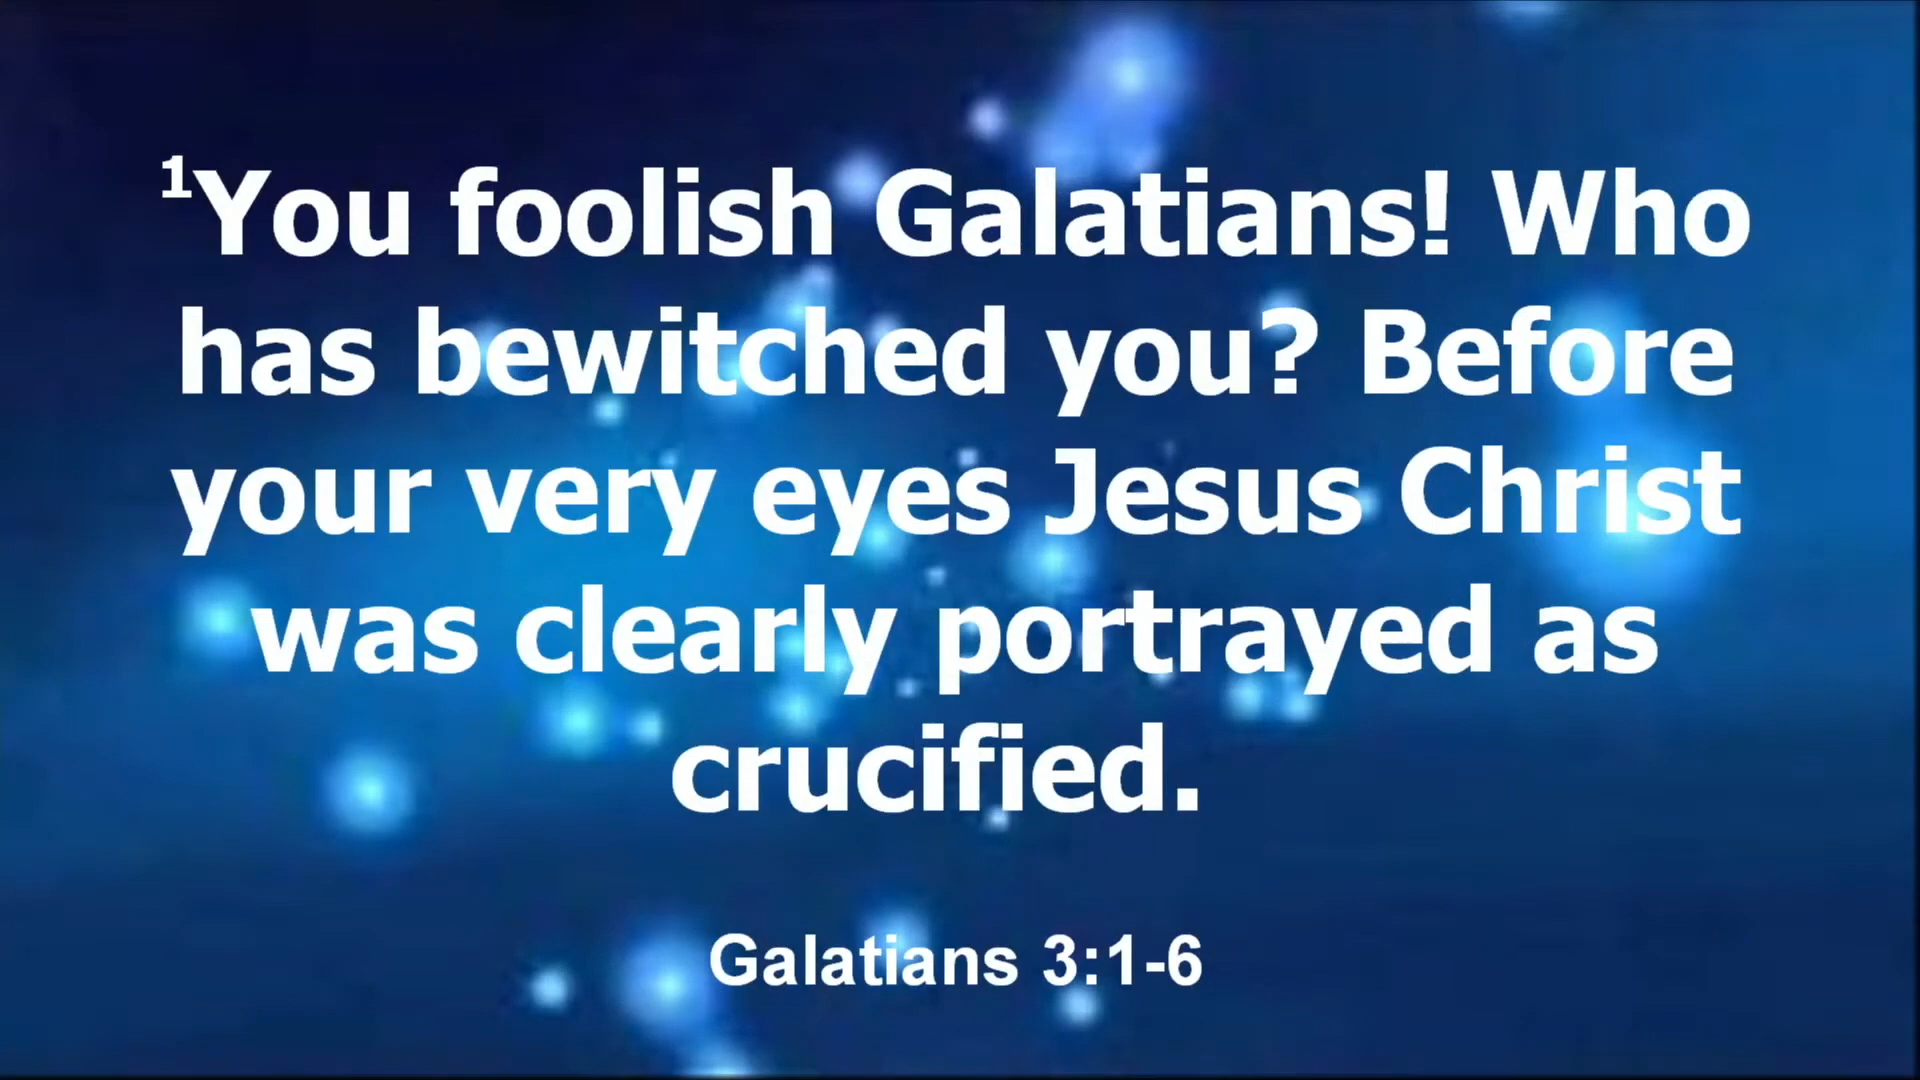 ¹You foolish Galatians! Who
has bewitched you? Before
your very eyes Jesus Christ
was clearly portrayed as
crucified.
Galatians 3:1-6